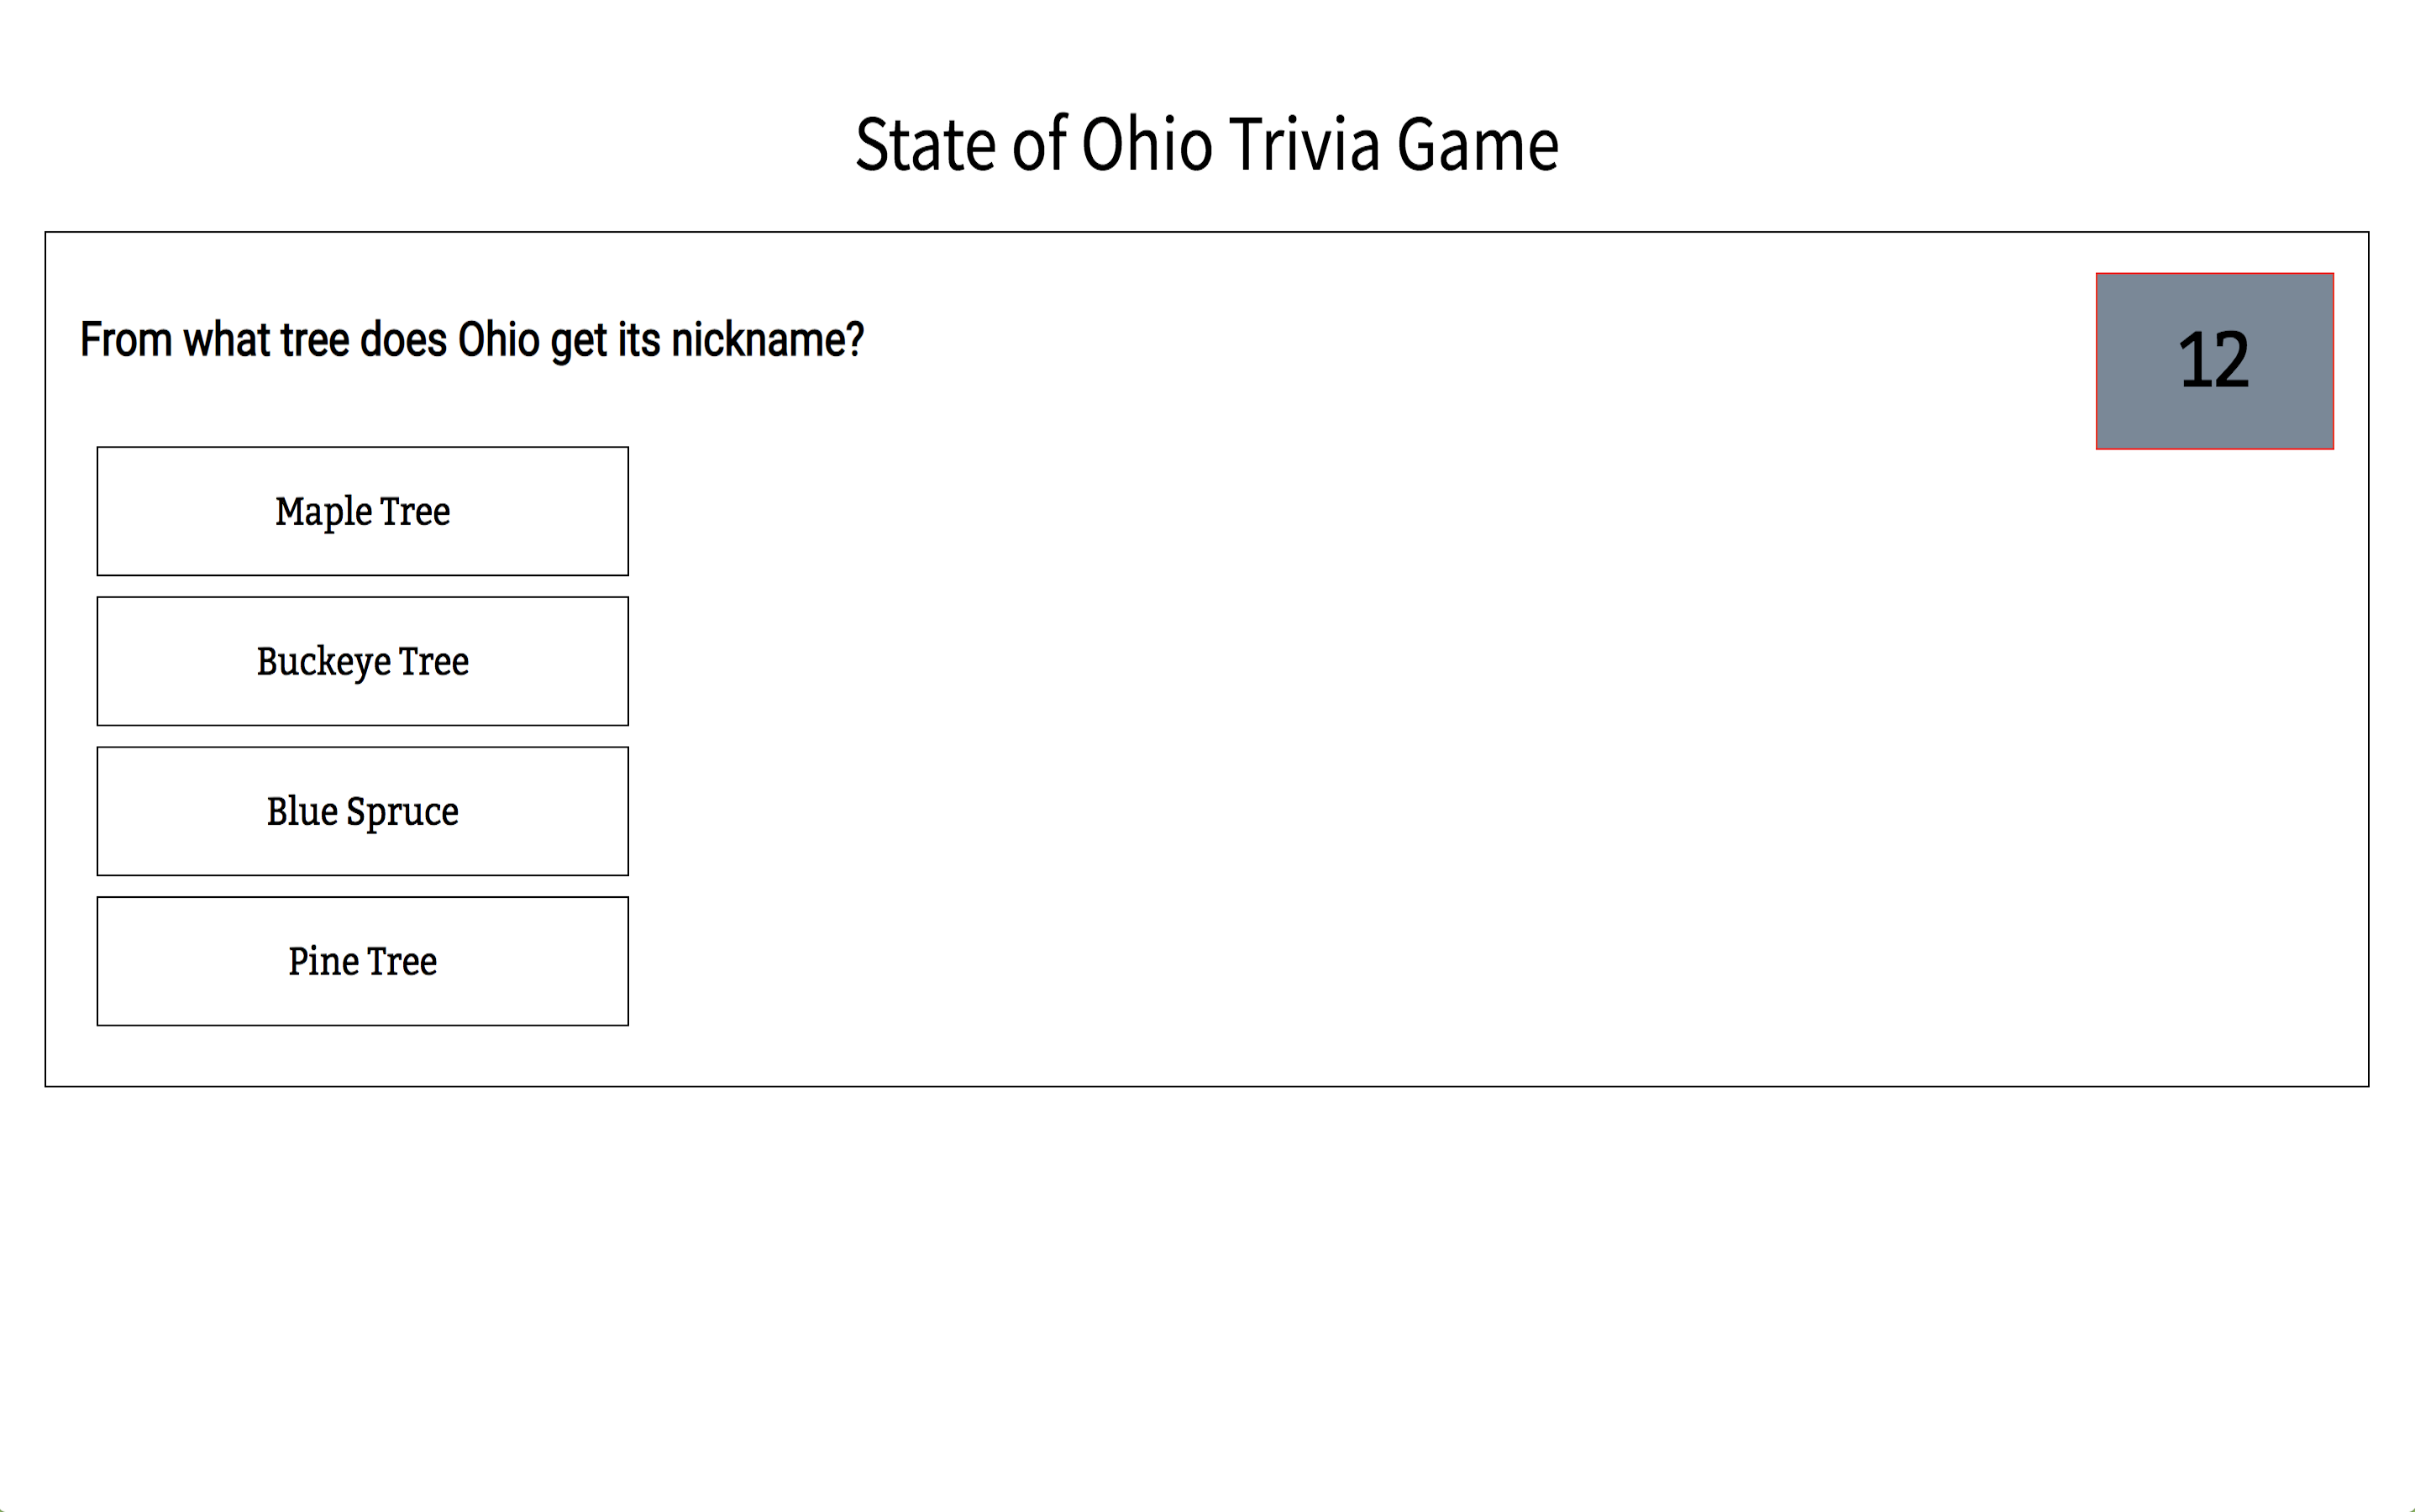 State of Ohio Trivia Game
From what tree does Ohio get its nickname?
12
Maple Tree
Buckeye Tree
Blue Spruce
Pine Tree